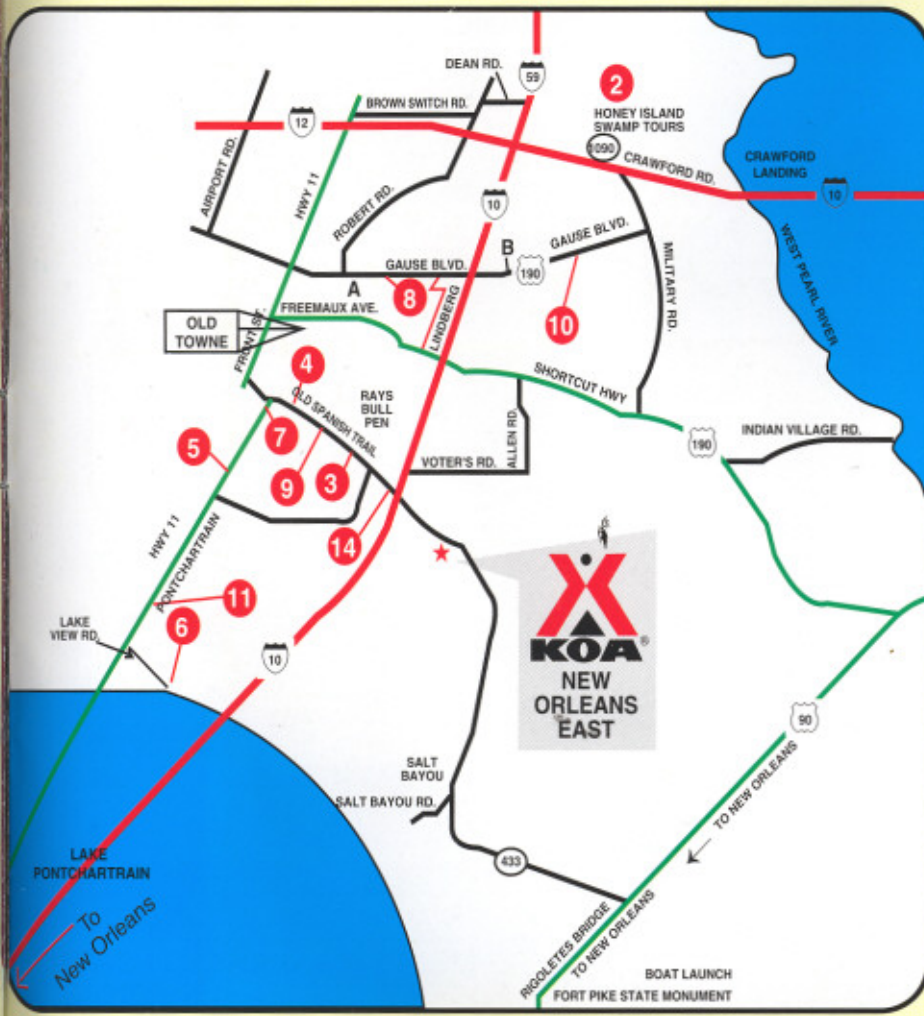 DEAN RD.
59
2
BROWN SWITCH RD.
HONEY ISLAND
SWAMP TOURS
12
1090
AIRPORT RD.
HWY 11
CRAWFORD RD.
CRAWFORD
LANDING
10
ROBERT RD.
10
WEST PEARL RIVER
B
GAUSE BLVD.
GAUSE BLVD.
190
MILITARY RD.
A
8
FREEMAUX AVE.
LINDBERG
10
OLD
TOWNE
FRONT ST.
4
SHORTCUT HWY
RAYS
BULL
PEN
OLD SPANISH TRAIL
7
ALLEN RD.
190
INDIAN VILLAGE RD.
5
9
3
VOTER'S RD.
HWY 11
PONTCHARTRAIN
14
11
6
LAKE
VIEW RD.
10
KOA®
NEW
ORLEANS
EAST
90
TO NEW ORLEANS
SALT
BAYOU
SALT BAYOU RD.
433
LAKE
PONTCHARTRAIN
To
New Orleans
RIGOLETES BRIDGE
TO NEW ORLEANS
BOAT LAUNCH
FORT PIKE STATE MONUMENT